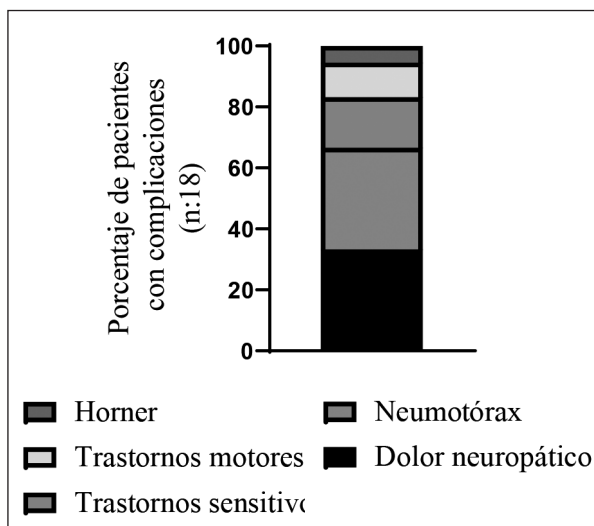 Porcentaje de pacientes
con complicaciones
(n:18)
100
80
60
40
20
0
Horner
Neumotórax
Trastornos motores
Dolor neuropático
Trastornos sensitivo